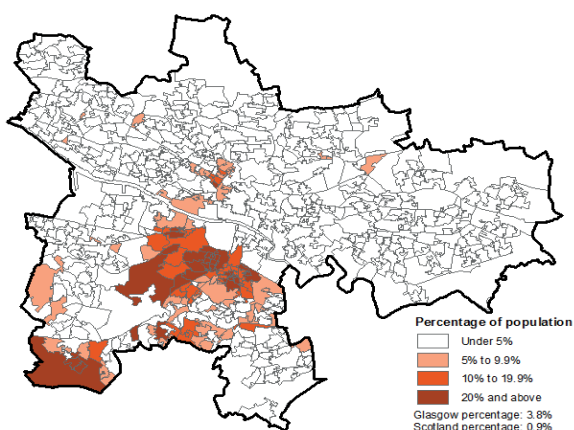 Percentage of population
Under 5%
5% to 9.9%
10% to 19.9%
20% and above
Glasgow percentage: 3.8%
Scotland percentage: 0.9%